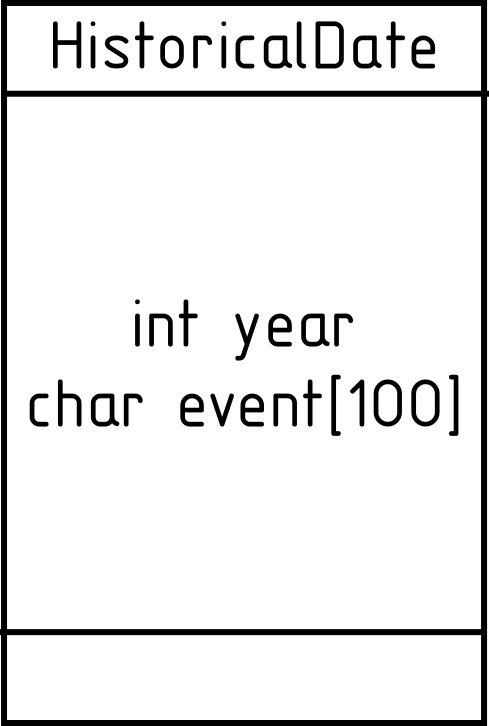 HistoricalDate
int year
char event[100]